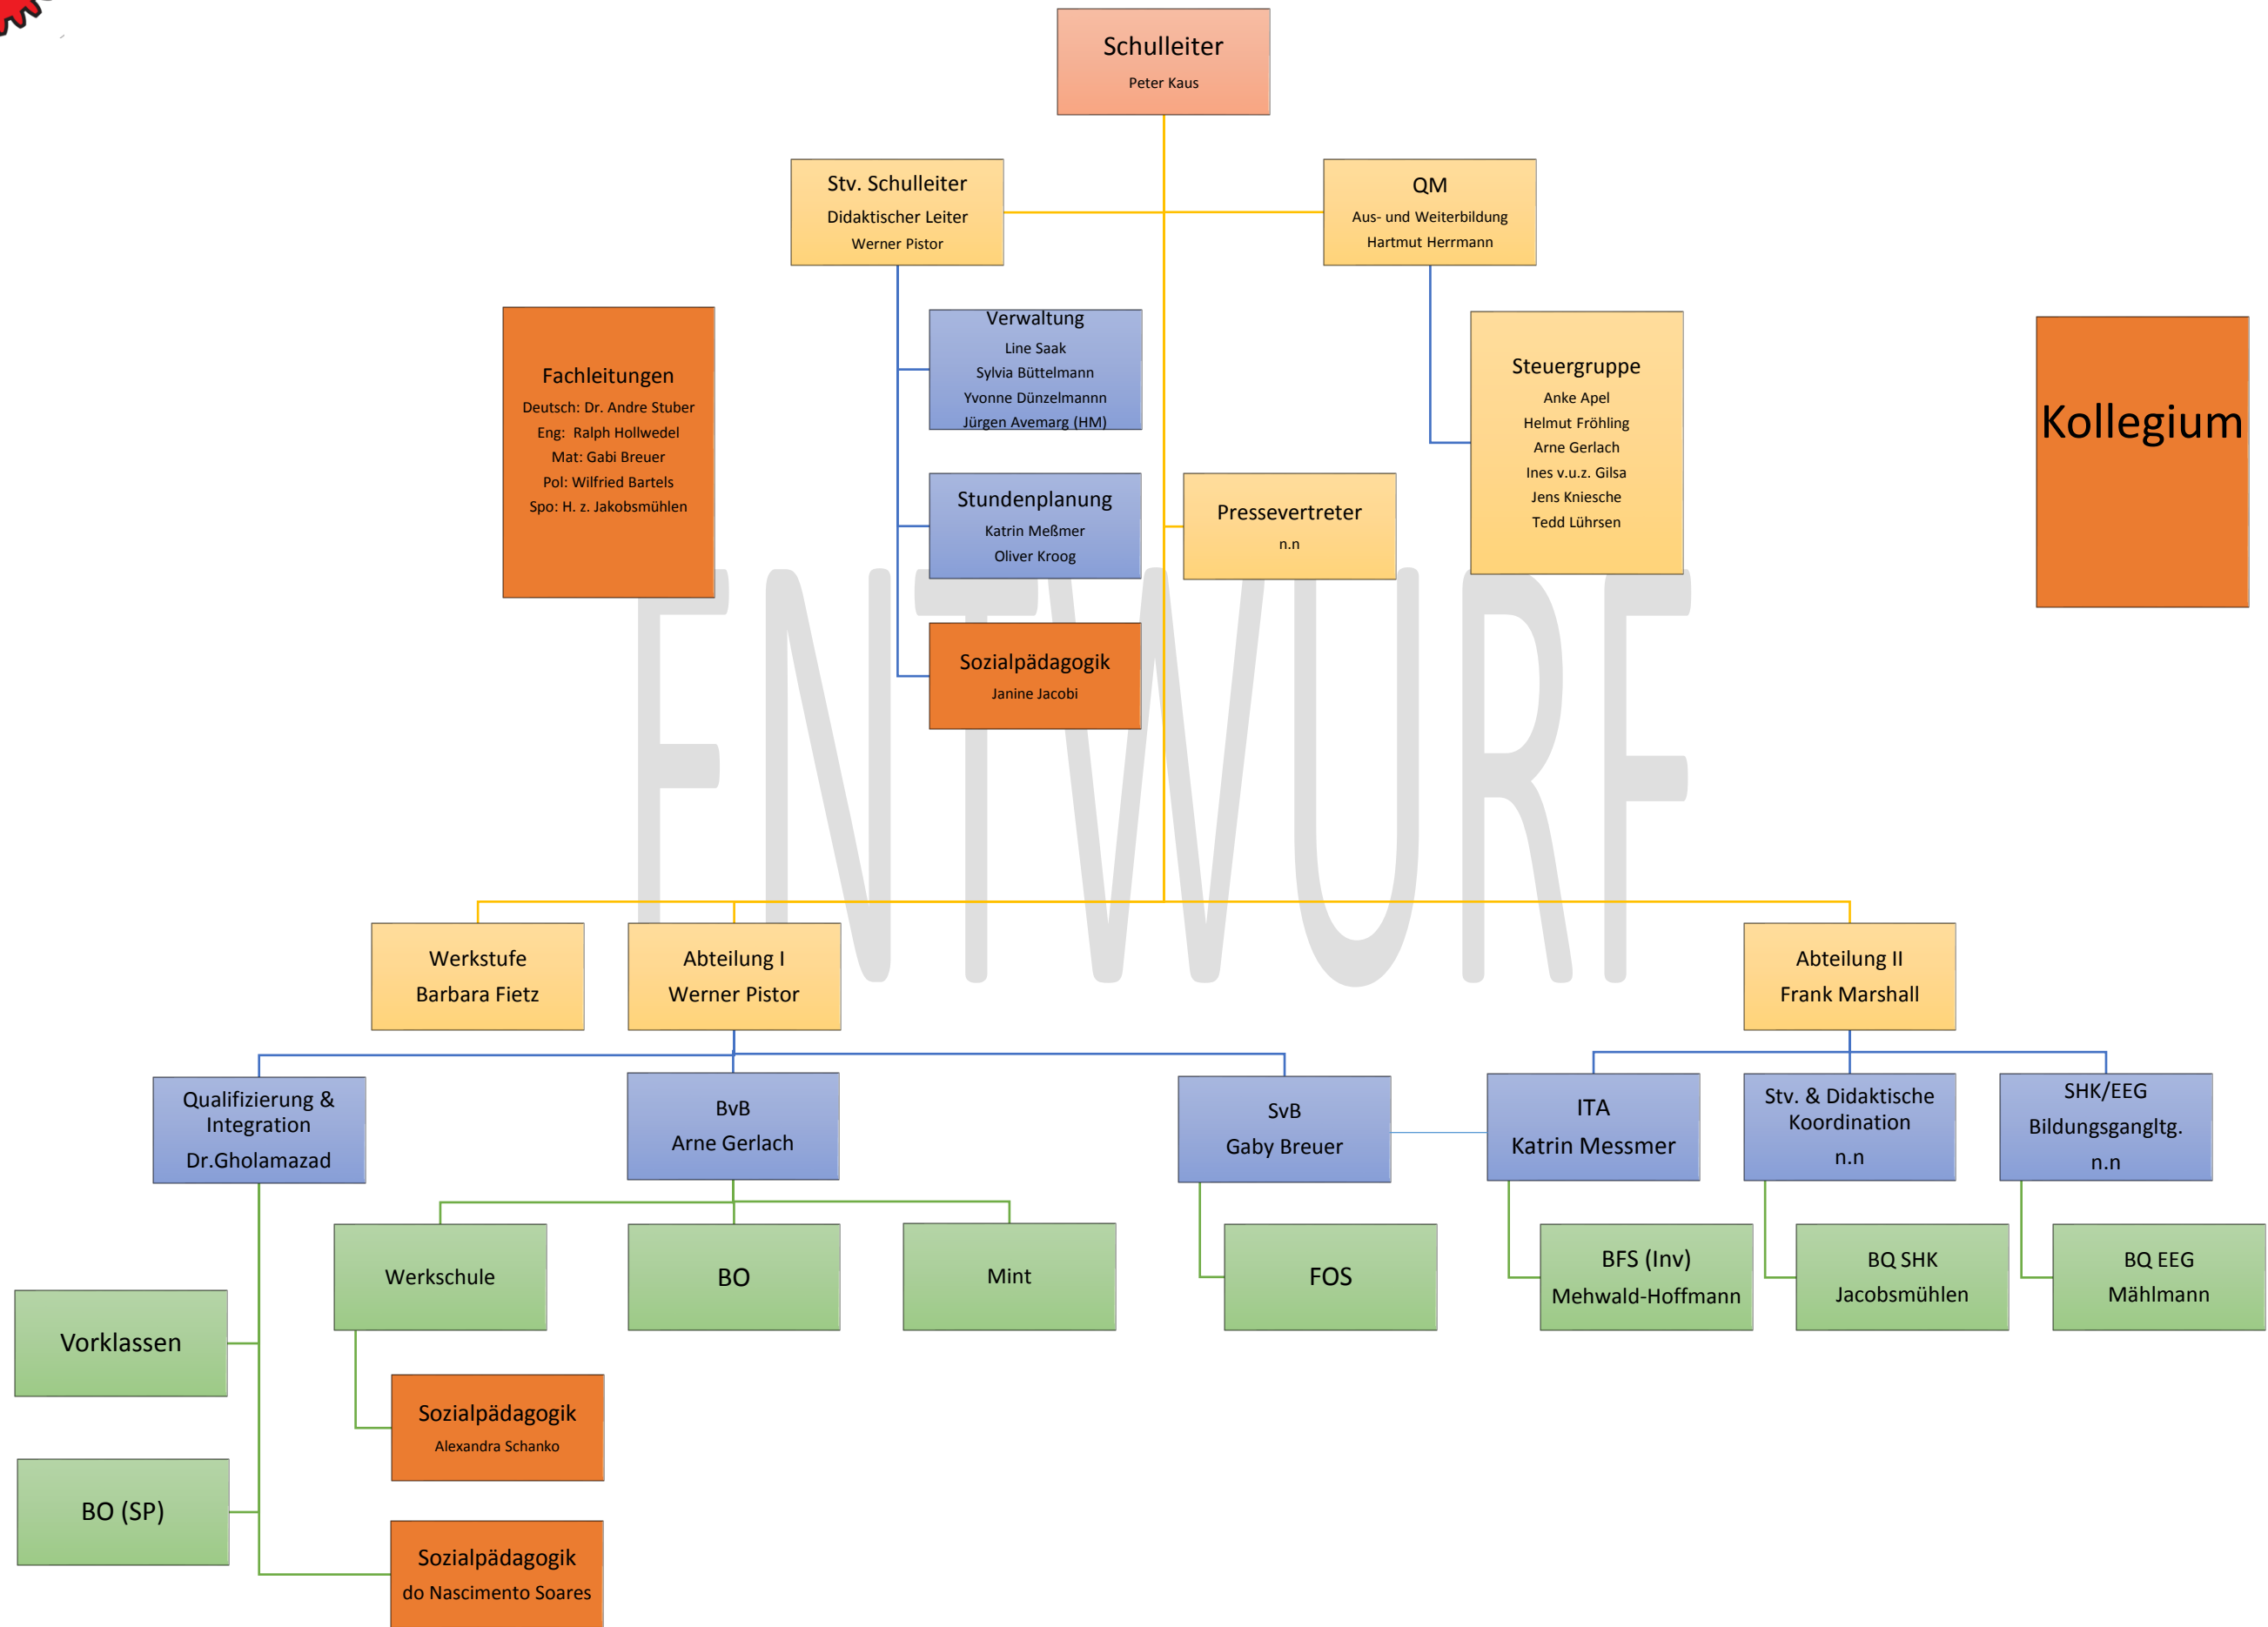 Schulleiter
Peter Kaus
Stv. Schulleiter
Didaktischer Leiter
Werner Pistor
QM
Aus- und Weiterbildung
Hartmut Herrmann
Fachleitungen
Deutsch: Dr. Andre Stuber
Eng:  Ralph Hollwedel
Mat: Gabi Breuer
Pol: Wilfried Bartels
Spo: H. z. Jakobsmühlen
Verwaltung
Line Saak
Sylvia Büttelmann
Yvonne Dünzelmannn
Jürgen Avemarg (HM)
Steuergruppe
Anke Apel
Helmut Fröhling
Arne Gerlach
Ines v.u.z. Gilsa
Jens Kniesche
Tedd Lührsen
Kollegium
Stundenplanung
Katrin Meßmer
Oliver Kroog
Pressevertreter
n.n
Sozialpädagogik
Janine Jacobi
ENTWURF
Werkstufe
Barbara Fietz
Abteilung I
Werner Pistor
Abteilung II
Frank Marshall
Qualifizierung &
Integration
Dr.Gholamazad
BvB
Arne Gerlach
SvB
Gaby Breuer
ITA
Katrin Messmer
Stv. & Didaktische
Koordination
n.n
SHK/EEG
Bildungsgangltg.
n.n
Werkschule
BO
Mint
FOS
BFS (Inv)
Mehwald-Hoffmann
BQ SHK
Jacobsmühlen
BQ EEG
Mählmann
Vorklassen
Sozialpädagogik
Alexandra Schanko
BO (SP)
Sozialpädagogik
do Nascimento Soares